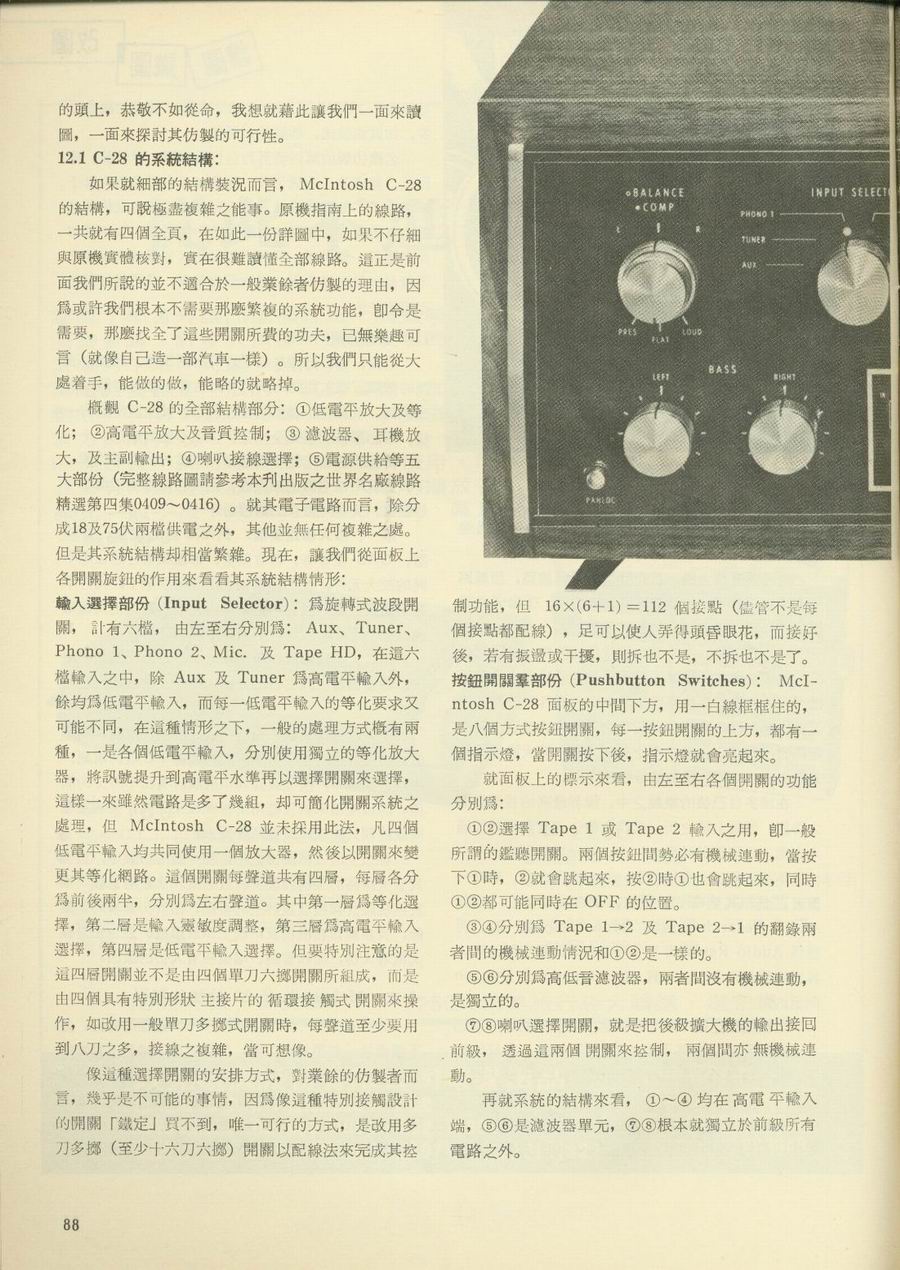 的頭上，恭敬不如從命，我想就藉此讓我們一面來讀
圖，一面來探討其仿製的可行性。
12.1 C-28 的系統結構：
如果就細部的結構裝況而言， McIntosh C-28
的結構，可說極盡複雜之能事。原機指南上的線路，
一共就有四個全頁，在如此一份詳圖中，如果不仔細
與原機實體核對，實在很難讀懂全部線路。這正是前
面我們所說的並不適合於一般業餘者仿製的理由，因
爲或許我們根本不需要那麼繁複的系統功能，卽令是
需要，那麼找全了這些開關所費的功夫，已無樂趣可
言（就像自己造一部汽車一樣）。所以我們只能從大
處着手，能做的做，能略的就略掉。
概觀 C-28 的全部結構部分：①低電平放大及等
化；②高電平放大及音質控制；③濾波器、耳機放
大，及主副輸出；④喇叭接線選擇；⑤電源供給等五
大部份（完整線路圖請參考本刋出版之世界名廠線路
精選第四集0409～0416）。就其電子電路而言，除分
成18及75伏兩檔供電之外，其他並無任何複雜之處。
但是其系統結構却相當繁雜。現在，讓我們從面板上
各開關旋鈕的作用來看看其系統結構情形：
輸入選擇部份（Input Selector）：爲旋轉式波段開
關，計有六檔，由左至右分別爲： Aux、Tuner、
Phono 1、Phono 2、Mic. 及 Tape HD，在這六
檔輸入之中，除 Aux 及 Tuner 爲高電平輸入外，
餘均爲低電平輸入，而每一低電平輸入的等化要求又
可能不同，在這種情形之下，一般的處理方式概有兩
種，一是各個低電平輸入，分別使用獨立的等化放大
器，將訊號提升到高電平水準再以選擇開關來選擇，
這樣一來雖然電路是多了幾組，却可簡化開關系統之
處理，但 McIntosh C-28 並未採用此法，凡四個
低電平輸入均共同使用一個放大器，然後以開關來變
更其等化網路。這個開關每聲道共有四層，每層各分
爲前後兩半，分別爲左右聲道。其中第一層爲等化選
擇，第二層是輸入靈敏度調整，第三層爲高電平輸入
選擇，第四層是低電平輸入選擇。但要特別注意的是
這四層開關並不是由四個單刀六擲開關所組成，而是
由四個具有特別形狀主接片的循環接觸式開關來操
作，如改用一般單刀多擲式開關時，每聲道至少要用
到八刀之多，接線之複雜，當可想像。
像這種選擇開關的安排方式，對業餘的仿製者而
言，幾乎是不可能的事情，因爲像這種特別接觸設計
的開關「鐵定」買不到，唯一可行的方式，是改用多
刀多擲（至少十六刀六擲）開關以配線法來完成其控
BALANCE
COMP
L R
PRES FLAT LOUD
INPUT SELECTO
PHONO 1
TUNER
AUX
BASS
LEFT RIGHT
PANLOC
IN
制功能，但 16×(6+1)=112 個接點（儘管不是每
個接點都配線），足可以使人弄得頭昏眼花，而接好
後，若有振盪或干擾，則拆也不是，不拆也不是了。
按鈕開關羣部份（Pushbutton Switches）： McI-
ntosh C-28 面板的中間下方，用一白線框框住的，
是八個方式按鈕開關，每一按鈕開關的上方，都有一
個指示燈，當開關按下後，指示燈就會亮起來。
就面板上的標示來看，由左至右各個開關的功能
分別爲：
①②選擇 Tape 1 或 Tape 2 輸入之用，卽一般
所謂的鑑聽開關。兩個按鈕間勢必有機械連動，當按
下①時，②就會跳起來，按②時①也會跳起來，同時
①②都可能同時在 OFF 的位置。
③④分別爲 Tape 1→2 及 Tape 2→1 的翻錄兩
者間的機械連動情況和①②是一樣的。
⑤⑥分別爲高低音濾波器，兩者間沒有機械連動，
是獨立的。
⑦⑧喇叭選擇開關，就是把後級擴大機的輸出接回
前級，透過這兩個開關來控制，兩個間亦無機械連
動。
再就系統的結構來看，①～④均在高電平輸入
端，⑤⑥是濾波器單元，⑦⑧根本就獨立於前級所有
電路之外。
88